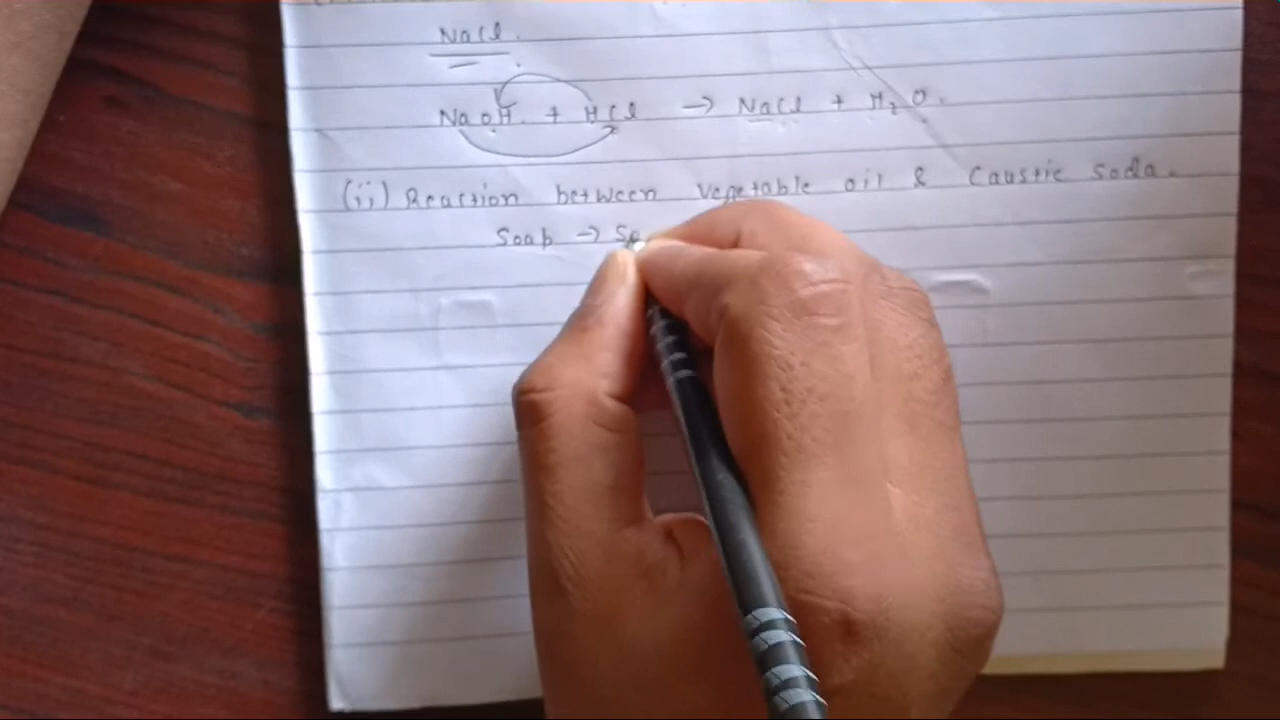 NaCl.
NaOH + HCl → NaCl + H₂O.
(ii) Reaction between vegetable oil & Caustic Soda.
Soap →